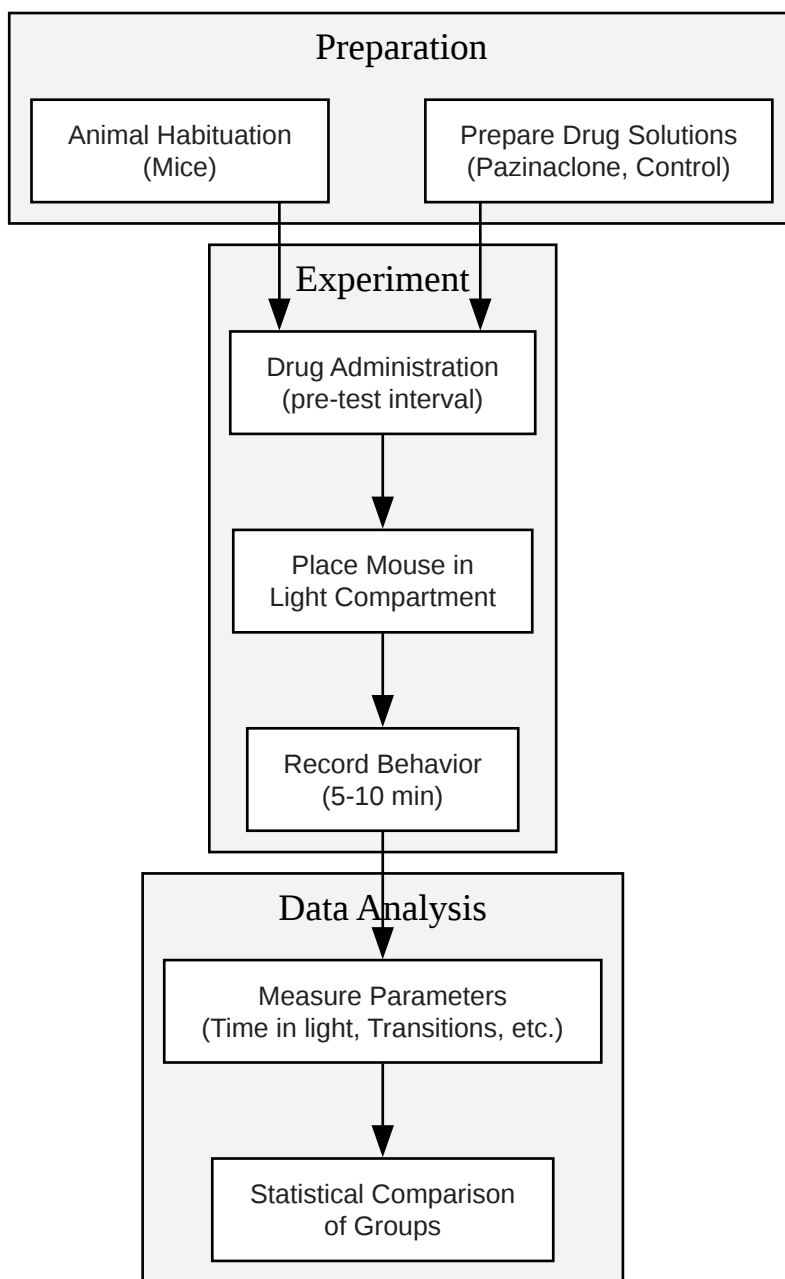 Preparation
Animal Habituation
(Mice)
Prepare Drug Solutions
(Pazinaclone, Control)
Experiment
Drug Administration
(pre-test interval)
Place Mouse in
Light Compartment
Record Behavior
(5-10 min)
Data Analysis
Measure Parameters
(Time in light, Transitions, etc.)
Statistical Comparison
of Groups